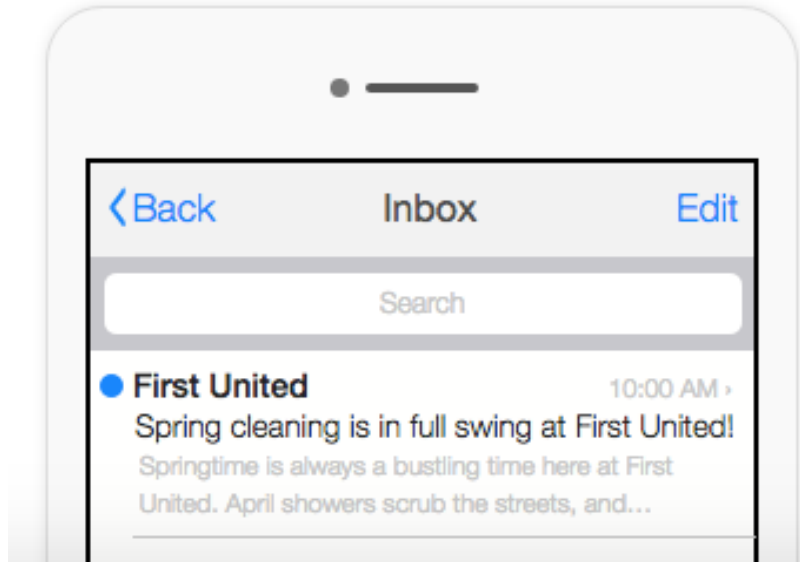 Back Inbox Edit
Search
First United 10:00 AM
Spring cleaning is in full swing at First United!
Springtime is always a bustling time here at First
United. April showers scrub the streets, and...